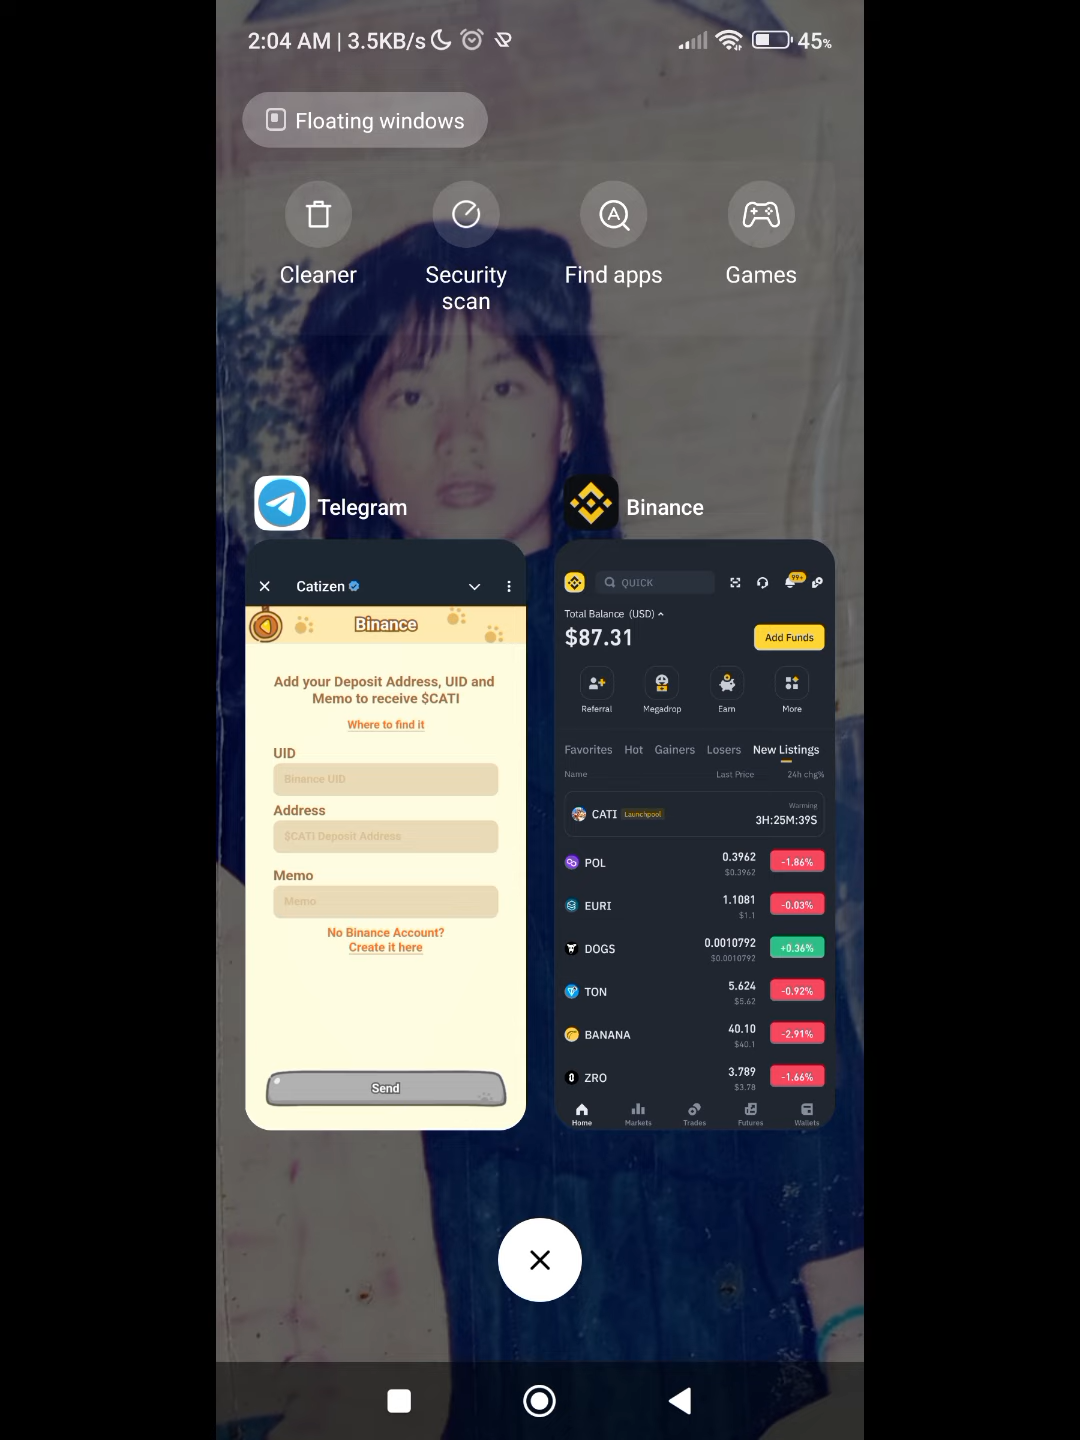 2:04 AM | 3.5KB/s 45%
Floating windows
Cleaner
Security scan
Find apps
Games
Telegram
Catizen
Binance
Add your Deposit Address, UID and
Memo to receive $CATI
Where to find it
UID
Binance UID
Address
$CATI Deposit Address
Memo
Memo
No Binance Account?
Create it here
Send
Binance
QUICK
99+
Total Balance (USD)
$87.31
Add Funds
Referral Megadrop Earn More
Favorites Hot Gainers Losers New Listings
Name Last Price 24h chg%
CATI Launchpool Warming
3H:25M:39S
POL 0.3962 -1.86%
$0.3962
EURI 1.1081 -0.03%
$1.1
DOGS 0.0010792 +0.36%
$0.0010792
TON 5.624 -0.92%
$5.62
BANANA 40.10 -2.91%
$40.1
ZRO 3.789 -1.66%
$3.78
Home Markets Trades Futures Wallets